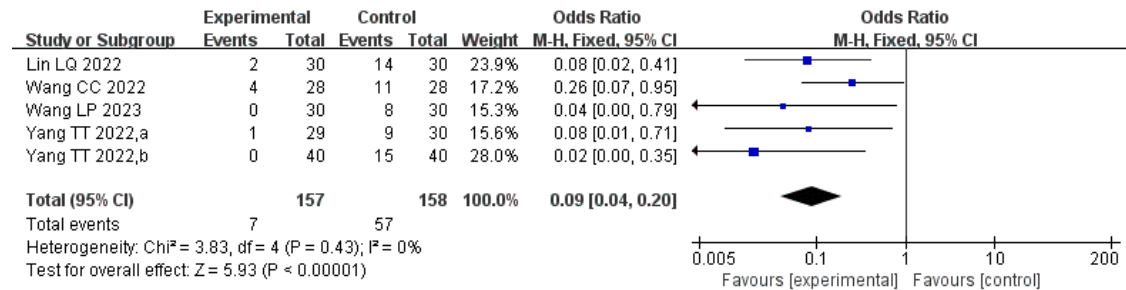 Experimental Control Odds Ratio Odds Ratio
Study or Subgroup Events Total Events Total Weight M-H, Fixed, 95% CI M-H, Fixed, 95% CI
Lin LQ 2022 2 30 14 30 23.9% 0.08 [0.02, 0.41]
Wang CC 2022 4 28 11 28 17.2% 0.26 [0.07, 0.95]
Wang LP 2023 0 30 8 30 15.3% 0.04 [0.00, 0.79]
Yang TT 2022,a 1 29 9 30 15.6% 0.08 [0.01, 0.71]
Yang TT 2022,b 0 40 15 40 28.0% 0.02 [0.00, 0.35]
Total (95% CI) 157 158 100.0% 0.09 [0.04, 0.20]
Total events 7 57
Heterogeneity: Chi² = 3.83, df = 4 (P = 0.43); I² = 0%
Test for overall effect: Z = 5.93 (P < 0.00001)
0.005 0.1 1 10 200
Favours [experimental] Favours [control]